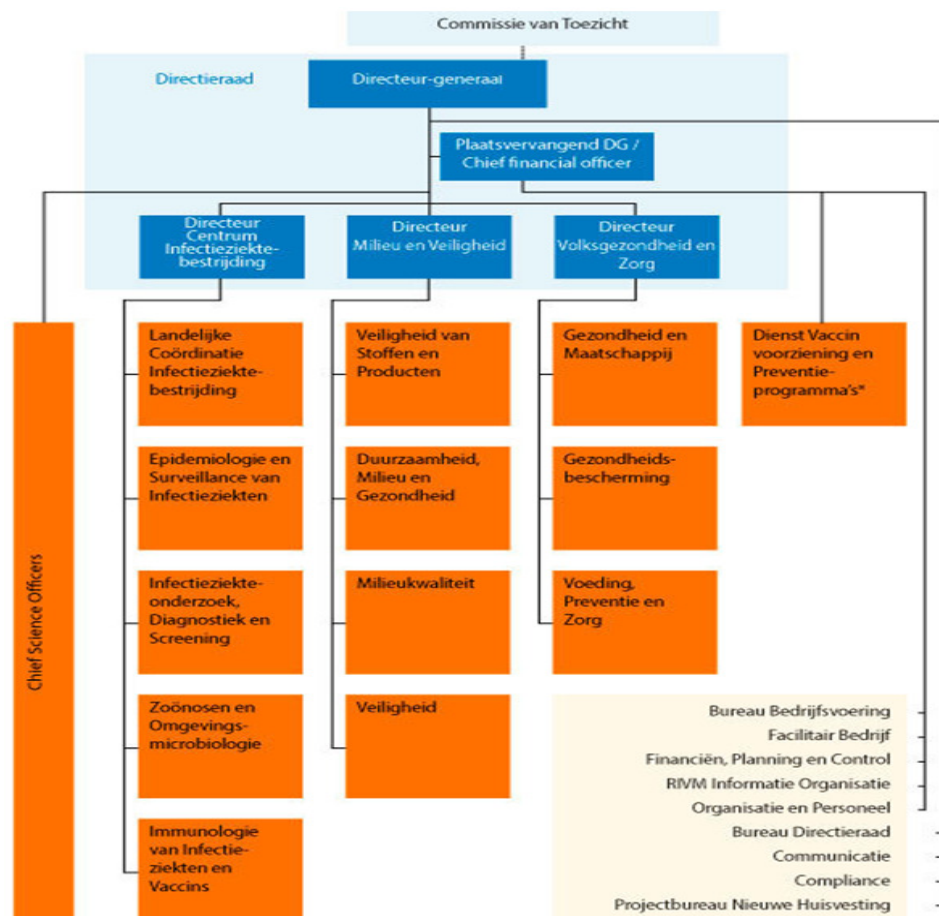 Commissie van Toezicht
Directieraad
Directeur-generaal
Plaatsvervangend DG /
Chief financial officer
Directeur
Centrum
Infectieziekte-
bestrijding
Directeur
Milieu en Veiligheid
Directeur
Volksgezondheid en
Zorg
Chief Science Officers
Landelijke
Coördinatie
Infectieziekte-
bestrijding
Epidemiologie en
Surveillance van
Infectieziekten
Infectieziekte-
onderzoek,
Diagnostiek en
Screening
Zoönosen en
Omgevings-
microbiologie
Immunologie
van Infectie-
ziekten en
Vaccins
Veiligheid van
Stoffen en
Producten
Duurzaamheid,
Milieu en
Gezondheid
Milieukwaliteit
Veiligheid
Gezondheid en
Maatschappij
Gezondheids-
bescherming
Voeding,
Preventie en
Zorg
Dienst Vaccin
voorziening en
Preventie-
programma's*
Bureau Bedrijfsvoering
Facilitair Bedrijf
Financiën, Planning en Control
RIVM Informatie Organisatie
Organisatie en Personeel
Bureau Directieraad
Communicatie
Compliance
Projectbureau Nieuwe Huisvesting